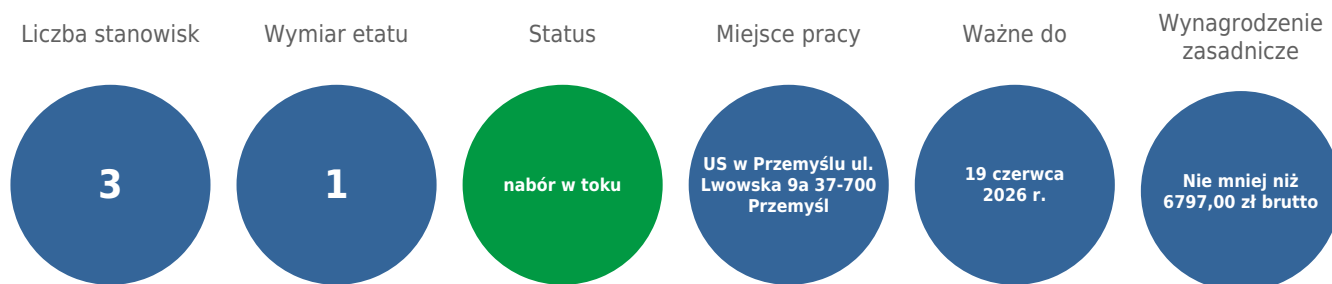 Liczba stanowisk
Wymiar etatu
Status
Miejsce pracy
Ważne do
Wynagrodzenie
zasadnicze
3
1
nabór w toku
US w Przemyślu ul.
Lwowska 9a 37-700
Przemyśl
19 czerwca
2026 r.
Nie mniej niż
6797,00 zł brutto